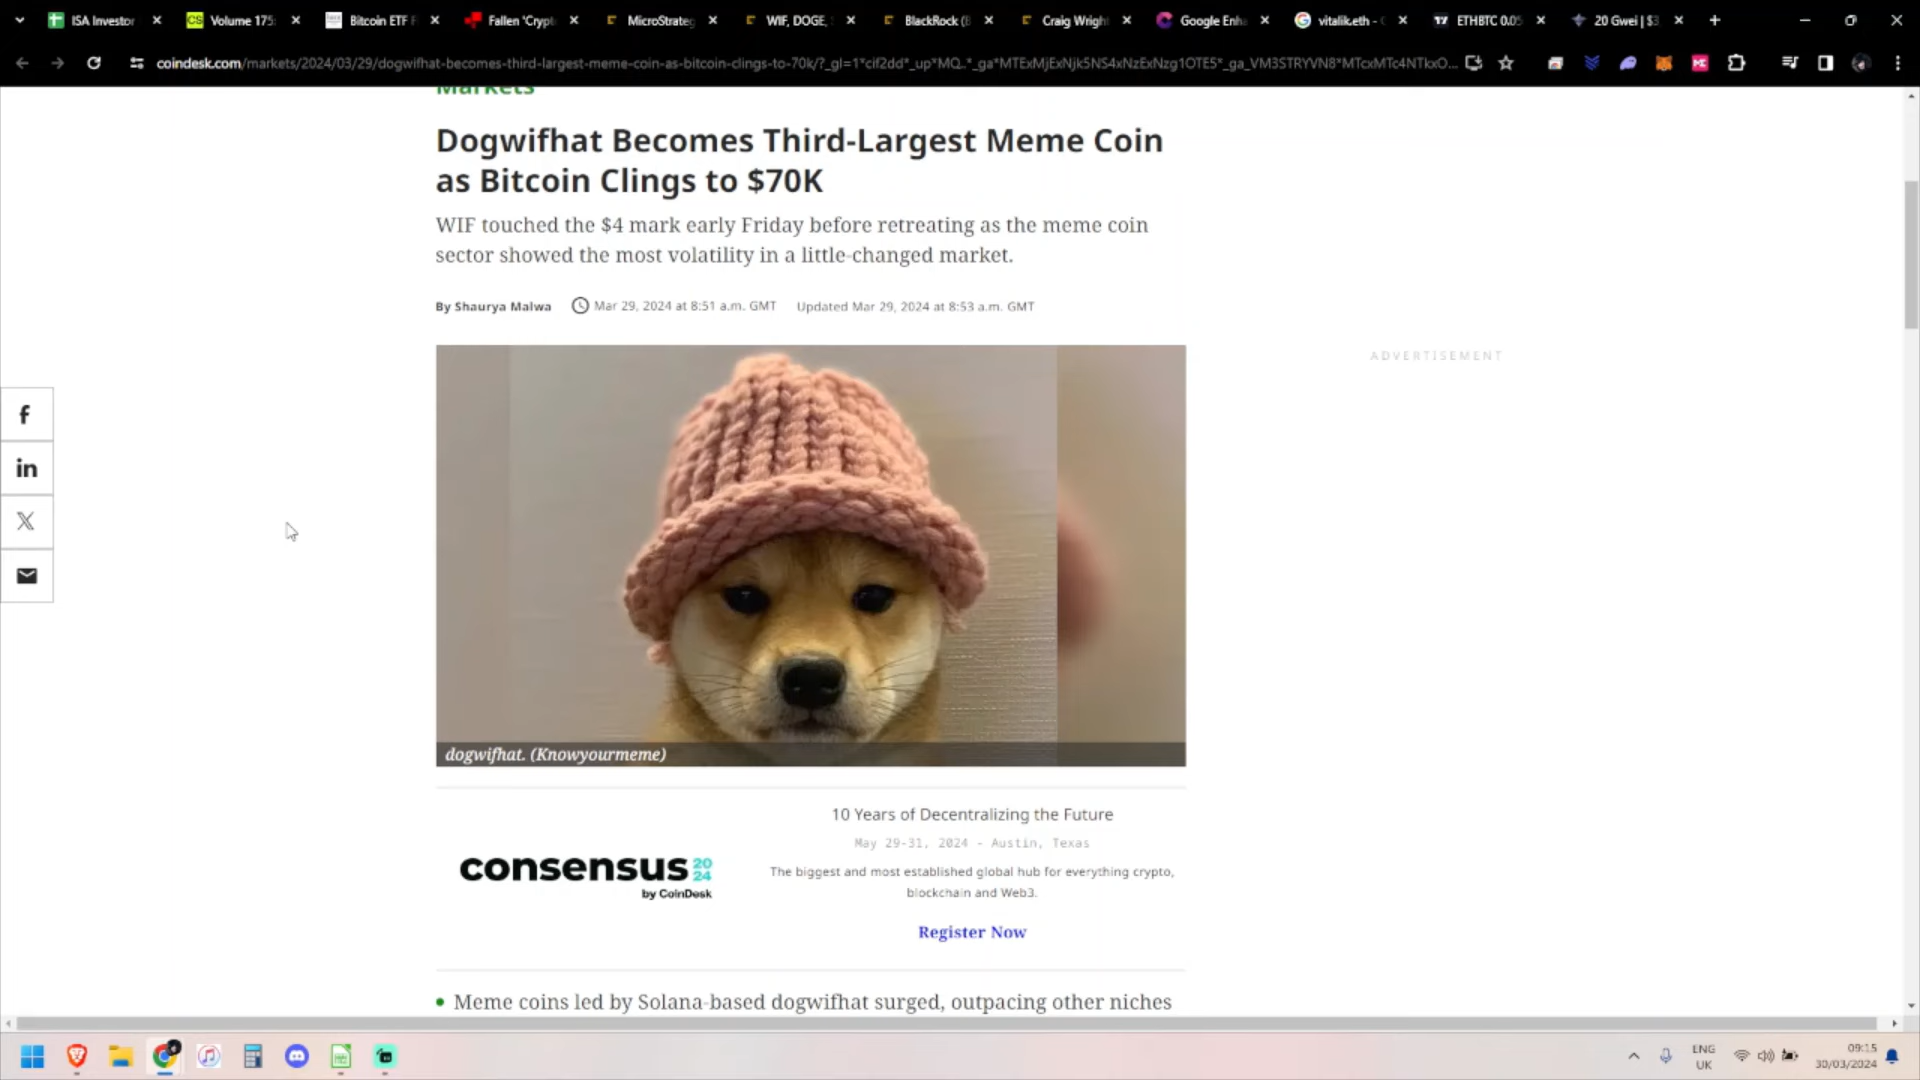 ISA Investor
CS Volume 175:
Bitcoin ETF F
Fallen 'Crypt
MicroStrateg
WIF, DOGE,
BlackRock (B
Craig Wright
Google Enha
vitalik.eth -
ETHBTC 0.05
20 Gwei | $3
coindesk.com/markets/2024/03/29/dogwifhat-becomes-third-largest-meme-coin-as-bitcoin-clings-to-70k/?
Markets
Dogwifhat Becomes Third-Largest Meme Coin
as Bitcoin Clings to $70K
WIF touched the $4 mark early Friday before retreating as the meme coin
sector showed the most volatility in a little-changed market.
By Shaurya Malwa Mar 29, 2024 at 8:51 a.m. GMT Updated Mar 29, 2024 at 8:53 a.m. GMT
ADVERTISEMENT
f
in
X
dogwifhat. (Knowyourmeme)
10 Years of Decentralizing the Future
May 29-31, 2024 - Austin, Texas
consensus 20
24
by CoinDesk
The biggest and most established global hub for everything crypto,
blockchain and Web3.
Register Now
• Meme coins led by Solana-based dogwifhat surged, outpacing other niches
ENG
UK
09:15
30/03/2024